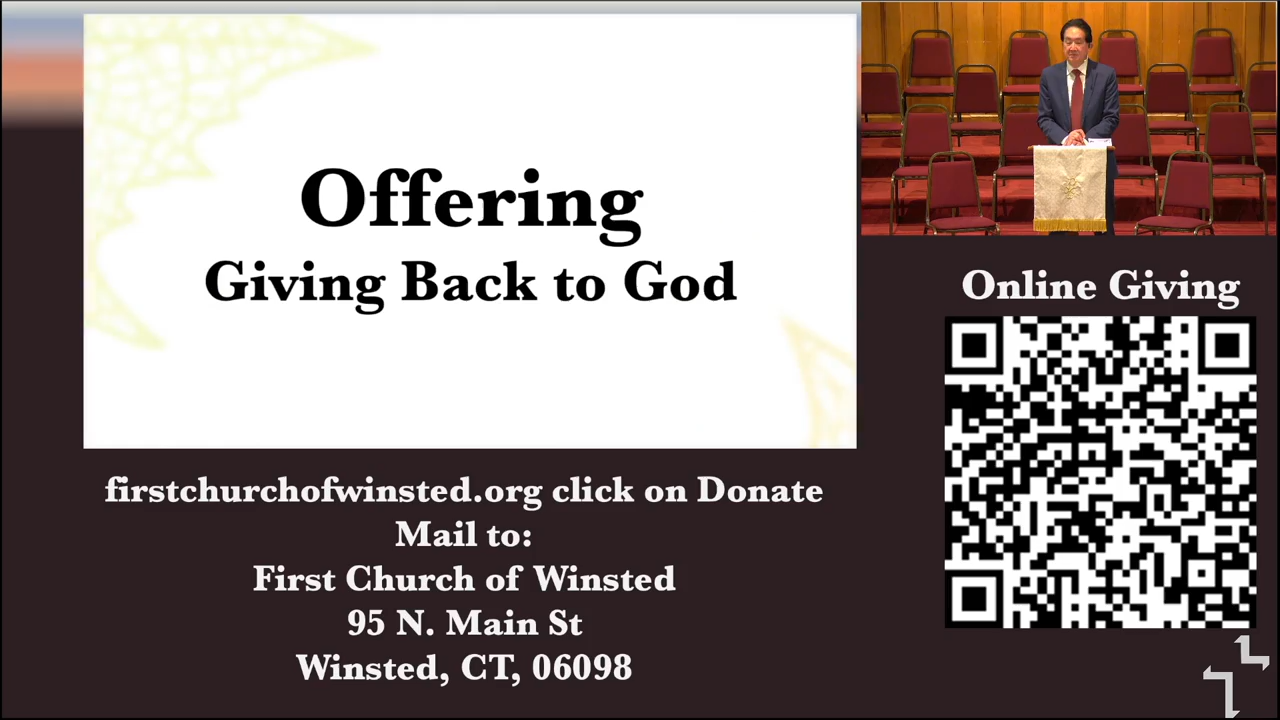 Offering
Giving Back to God
Online Giving
firstchurchofwinsted.org click on Donate
Mail to:
First Church of Winsted
95 N. Main St
Winsted, CT, 06098